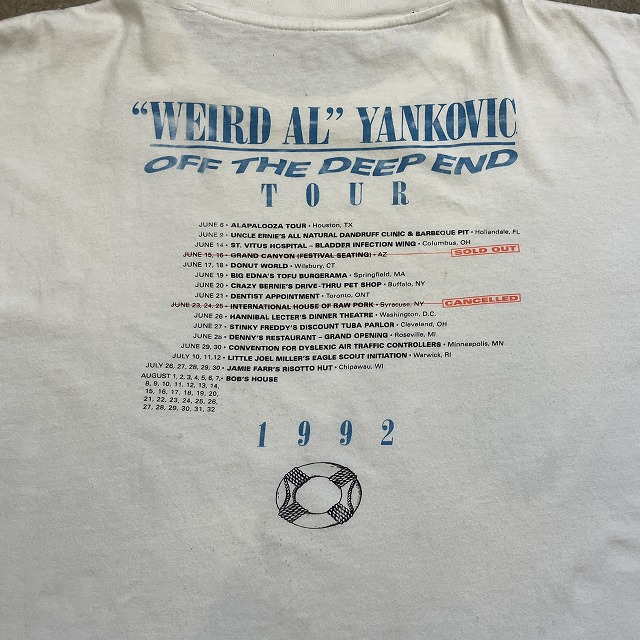 "WEIRD AL" YANKOVIC
OFF THE DEEP END
TOUR
JUNE 6 • ALAPALOOZA TOUR • Houston, TX
JUNE 9 • UNCLE ERNIE'S ALL NATURAL DANDRUFF CLINIC & BARBEQUE PIT • Hollandale, FL
JUNE 14 • ST. VITUS HOSPITAL – BLADDER INFECTION WING • Columbus, OH
JUNE 15, 16 • GRAND CANYON (FESTIVAL SEATING) • AZ SOLD OUT
JUNE 17, 18 • DONUT WORLD • Wilsbury, CT
JUNE 19 • BIG EDNA'S TOFU BURGERAMA • Springfield, MA
JUNE 20 • CRAZY BERNIE'S DRIVE-THRU PET SHOP • Buffalo, NY
JUNE 21 • DENTIST APPOINTMENT • Toronto, ONT
JUNE 23, 24, 25 • INTERNATIONAL HOUSE OF RAW PORK • Syracuse, NY CANCELLED
JUNE 26 • HANNIBAL LECTER'S DINNER THEATRE • Washington, D.C.
JUNE 27 • STINKY FREDDY'S DISCOUNT TUBA PARLOR • Cleveland, OH
JUNE 28 • DENNY'S RESTAURANT – GRAND OPENING • Roseville, MI
JUNE 29, 30 • CONVENTION FOR DYSLEXIC AIR TRAFFIC CONTROLLERS • Minneapolis, MN
JULY 10, 11, 12 • LITTLE JOEL MILLER'S EAGLE SCOUT INITIATION • Warwick, RI
JULY 26, 27, 28, 29, 30 • JAMIE FARR'S RISOTTO HUT • Chipawau, WI
AUGUST 1, 2, 3, 4, 5, 6, 7, • BOB'S HOUSE
8, 9, 10, 11, 12, 13, 14,
15, 16, 17, 18, 19, 20,
21, 22, 23, 24, 25, 26,
27, 28, 29, 30, 31, 32
1992